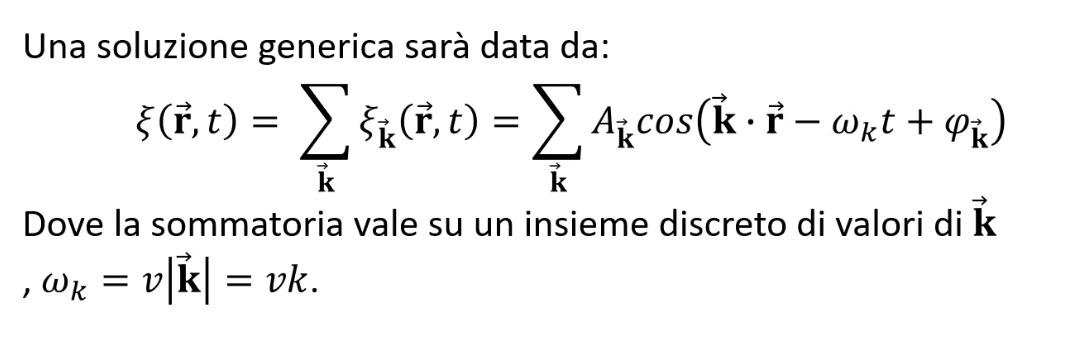 Una soluzione generica sarà data da:
ξ(r⃗, t) = ∑_k⃗ ξ_k⃗(r⃗, t) = ∑_k⃗ A_k⃗cos(k⃗ · r⃗ − ω_k t + φ_k⃗)
Dove la sommatoria vale su un insieme discreto di valori di k⃗
, ω_k = v|k⃗| = vk.